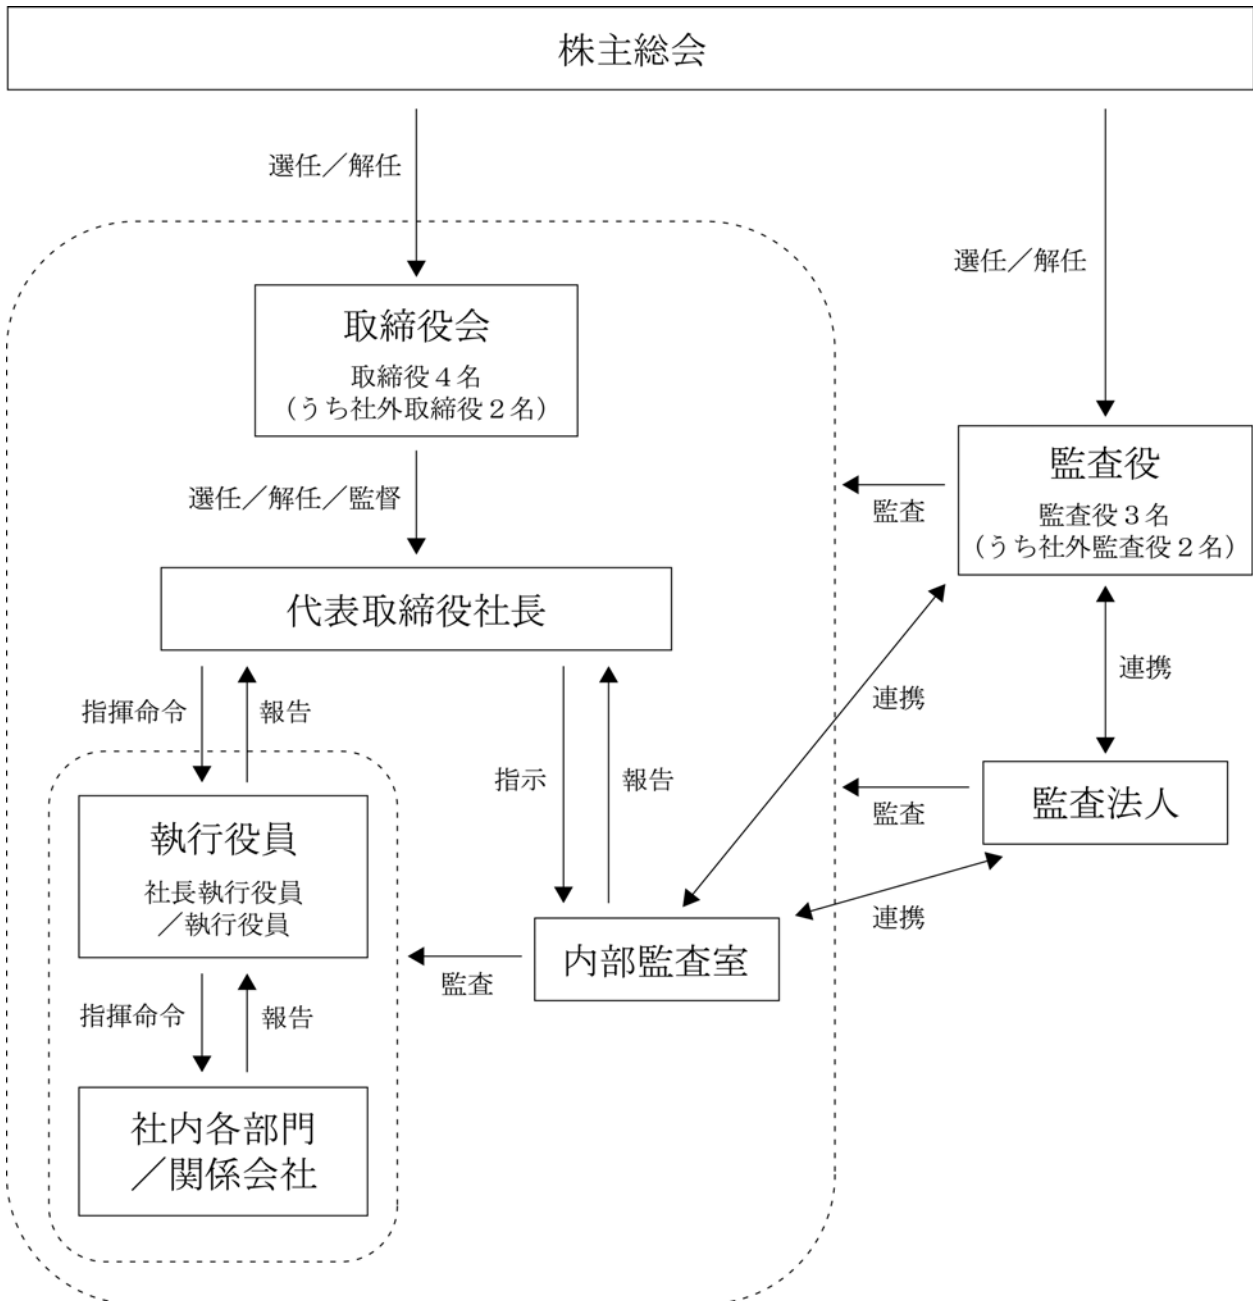 株主総会
選任／解任
選任／解任
取締役会
取締役４名
（うち社外取締役２名）
監査役
監査役３名
（うち社外監査役２名）
監査
選任／解任／監督
代表取締役社長
連携
連携
指揮命令
報告
指示
報告
監査法人
監査
執行役員
社長執行役員
／執行役員
連携
内部監査室
監査
指揮命令
報告
社内各部門
／関係会社